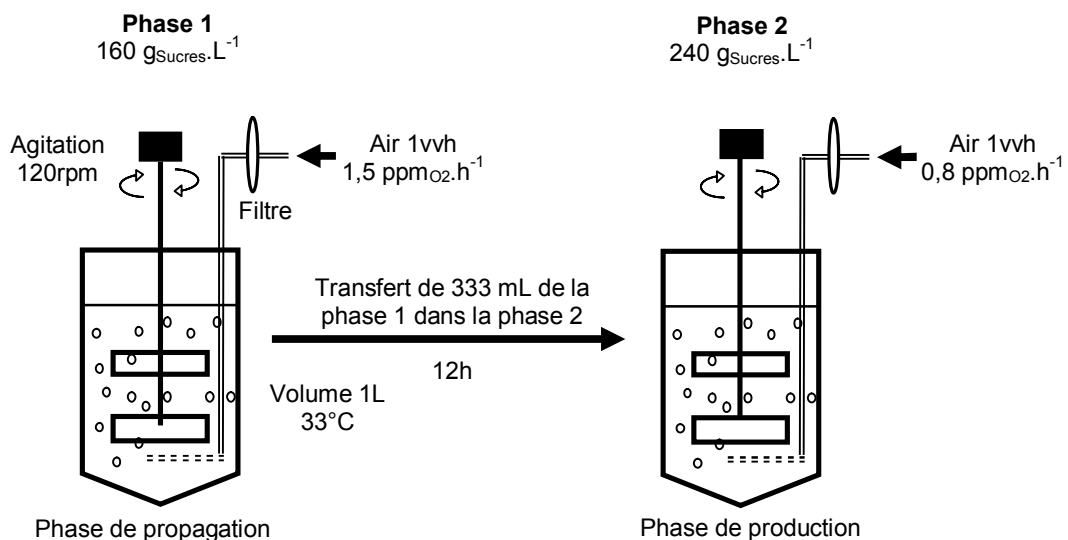 Phase 1
160 gSucres.L-1
Phase 2
240 gSucres.L-1
Agitation
120rpm
Air 1vvh
1,5 ppmO2.h-1
Filtre
Air 1vvh
0,8 ppmO2.h-1
Transfert de 333 mL de la
phase 1 dans la phase 2
12h
Volume 1L
33°C
Phase de propagation
Phase de production